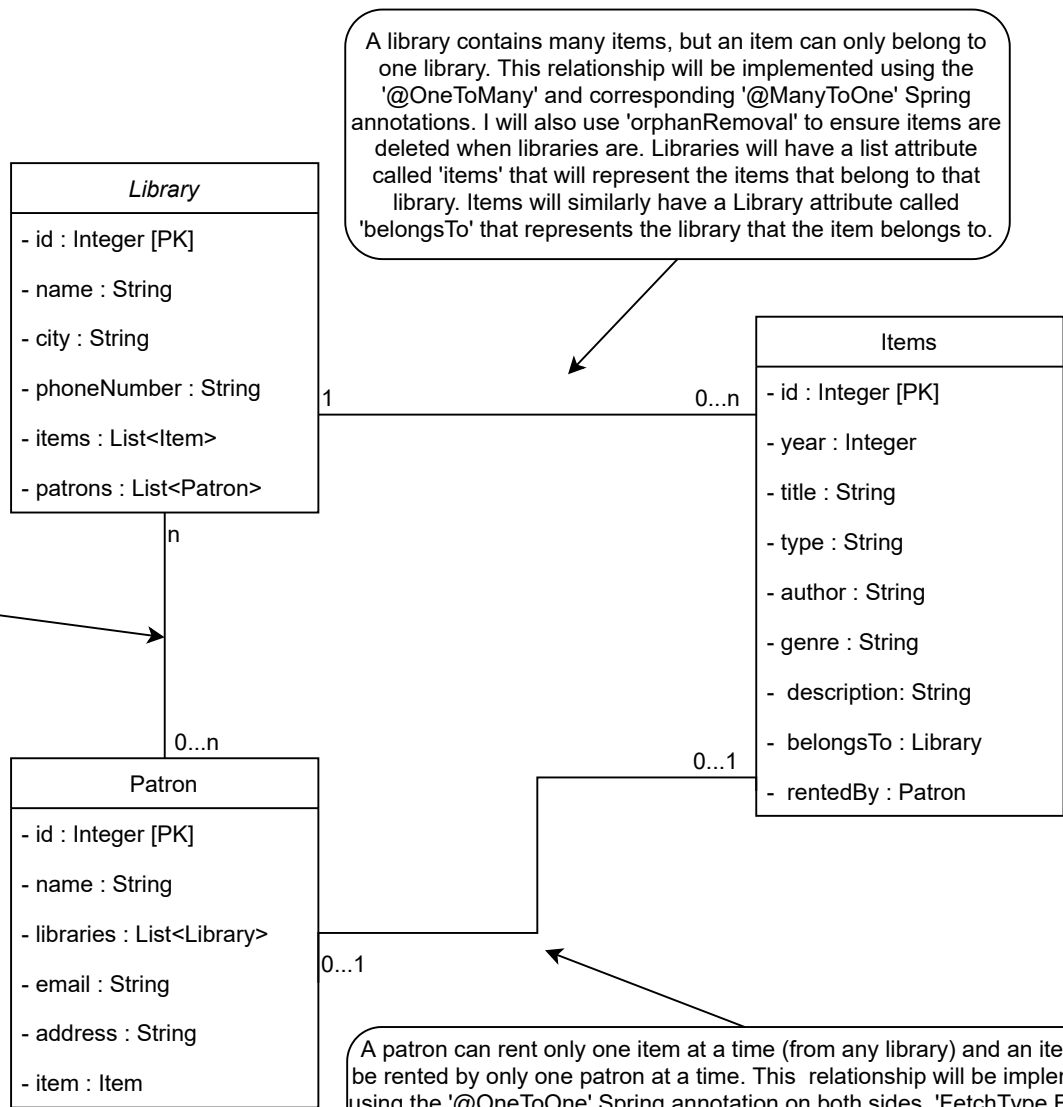 A library contains many items, but an item can only belong to
one library. This relationship will be implemented using the
'@OneToMany' and corresponding '@ManyToOne' Spring
annotations. I will also use 'orphanRemoval' to ensure items are
deleted when libraries are. Libraries will have a list attribute
called 'items' that will represent the items that belong to that
library. Items will similarly have a Library attribute called
'belongsTo' that represents the library that the item belongs to.
Library
- id : Integer [PK]
- name : String
- city : String
- phoneNumber : String
- items : List<Item>
- patrons : List<Patron>
1
0...n
n
0...n
Items
- id : Integer [PK]
- year : Integer
- title : String
- type : String
- author : String
- genre : String
-  description: String
-  belongsTo : Library
-  rentedBy : Patron
0...1
0...1
Patron
- id : Integer [PK]
- name : String
- libraries : List<Library>
- email : String
- address : String
- item : Item
A patron can rent only one item at a time (from any library) and an
be rented by only one patron at a time. This  relationship will be
using the '@OneToOne' Spring annotation on both sides. 'FetchType